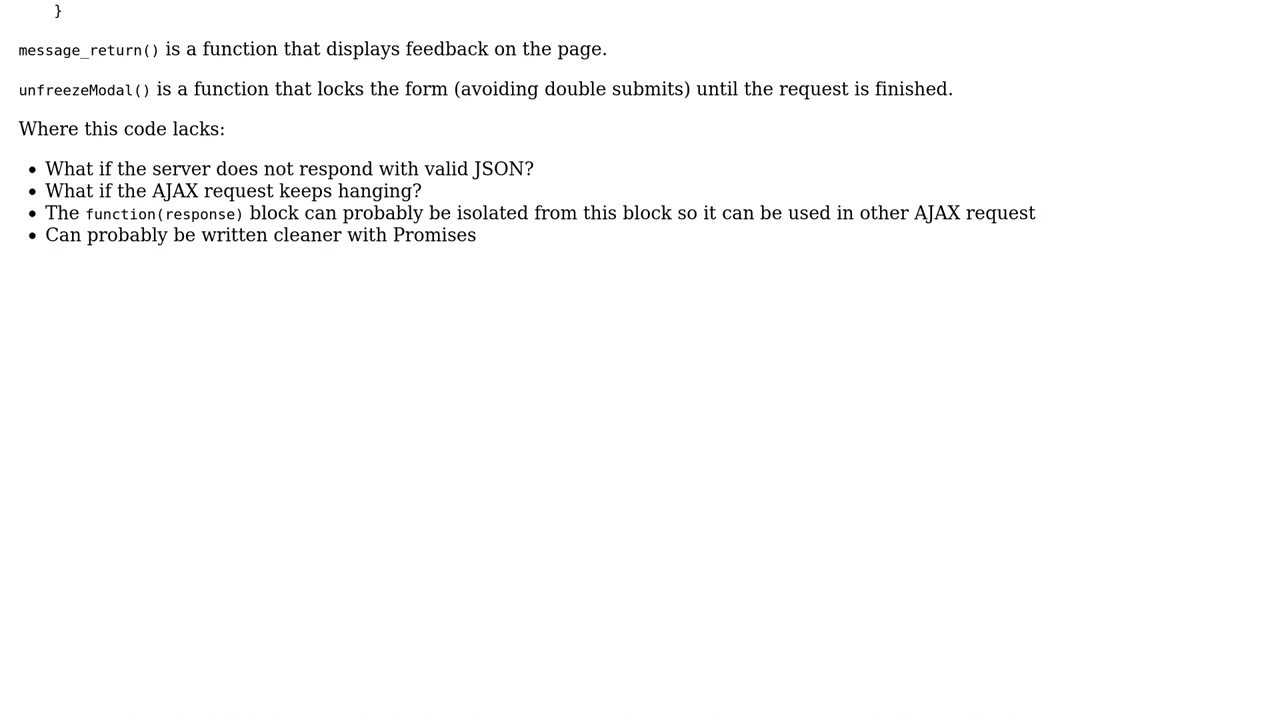 }
message_return() is a function that displays feedback on the page.
unfreezeModal() is a function that locks the form (avoiding double submits) until the request is finished.
Where this code lacks:
• What if the server does not respond with valid JSON?
• What if the AJAX request keeps hanging?
• The function(response) block can probably be isolated from this block so it can be used in other AJAX request
• Can probably be written cleaner with Promises